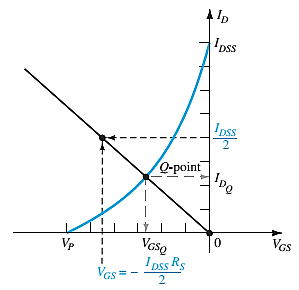 I_D
I_DSS
I_DSS/2
Q-point
I_DQ
V_P
V_GSQ
0
V_GS
V_GS = – I_DSS R_S/2